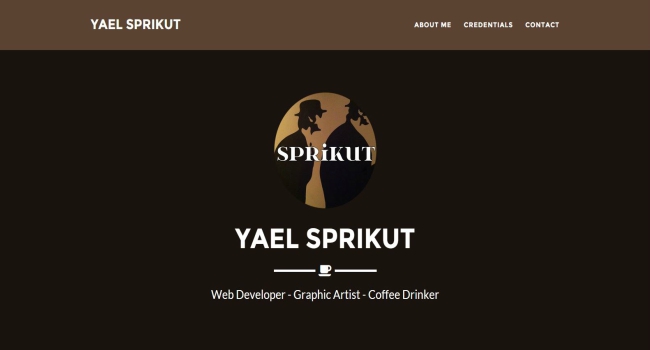 YAEL SPRIKUT
ABOUT ME CREDENTIALS CONTACT
SPRiKUT
YAEL SPRIKUT
Web Developer - Graphic Artist - Coffee Drinker